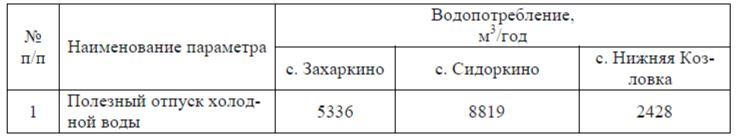 №
п/п
Наименование параметра
Водопотребление,
м³/год
с. Захаркино
с. Сидоркино
с. Нижняя Коз-
ловка
1
Полезный отпуск холод-
ной воды
5336
8819
2428